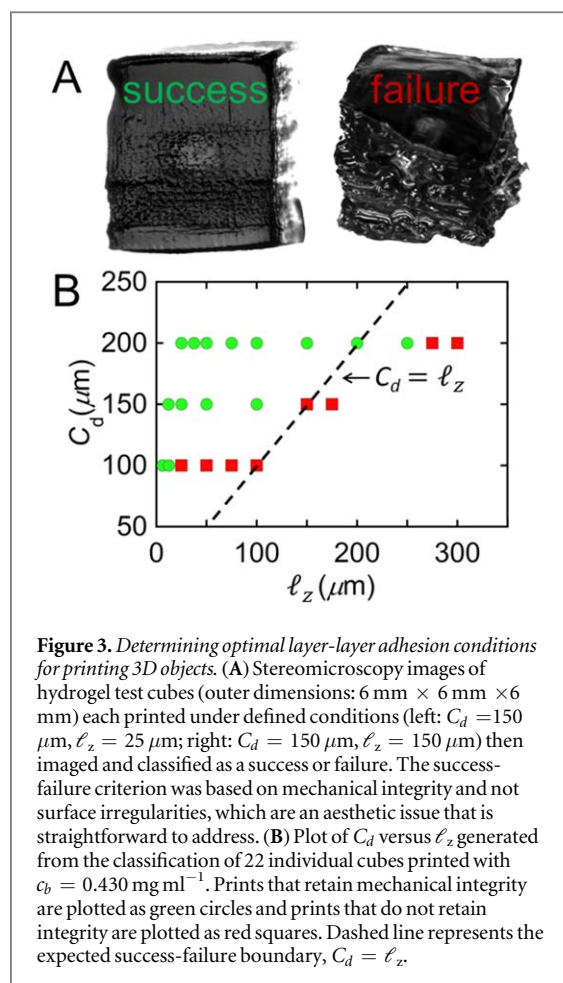 A
success
failure
B
250
200
150
100
50
C_d (μm)
C_d = ℓ_z
0
100
200
300
ℓ_z (μm)
Figure 3. Determining optimal layer-layer adhesion conditions
for printing 3D objects. (A) Stereomicroscopy images of
hydrogel test cubes (outer dimensions: 6 mm × 6 mm ×6
mm) each printed under defined conditions (left: C_d =150
μm, ℓ_z = 25 μm; right: C_d = 150 μm, ℓ_z = 150 μm) then
imaged and classified as a success or failure. The success-
failure criterion was based on mechanical integrity and not
surface irregularities, which are an aesthetic issue that is
straightforward to address. (B) Plot of C_d versus ℓ_z generated
from the classification of 22 individual cubes printed with
c_b = 0.430 mg ml⁻¹. Prints that retain mechanical integrity
are plotted as green circles and prints that do not retain
integrity are plotted as red squares. Dashed line represents the
expected success-failure boundary, C_d = ℓ_z.